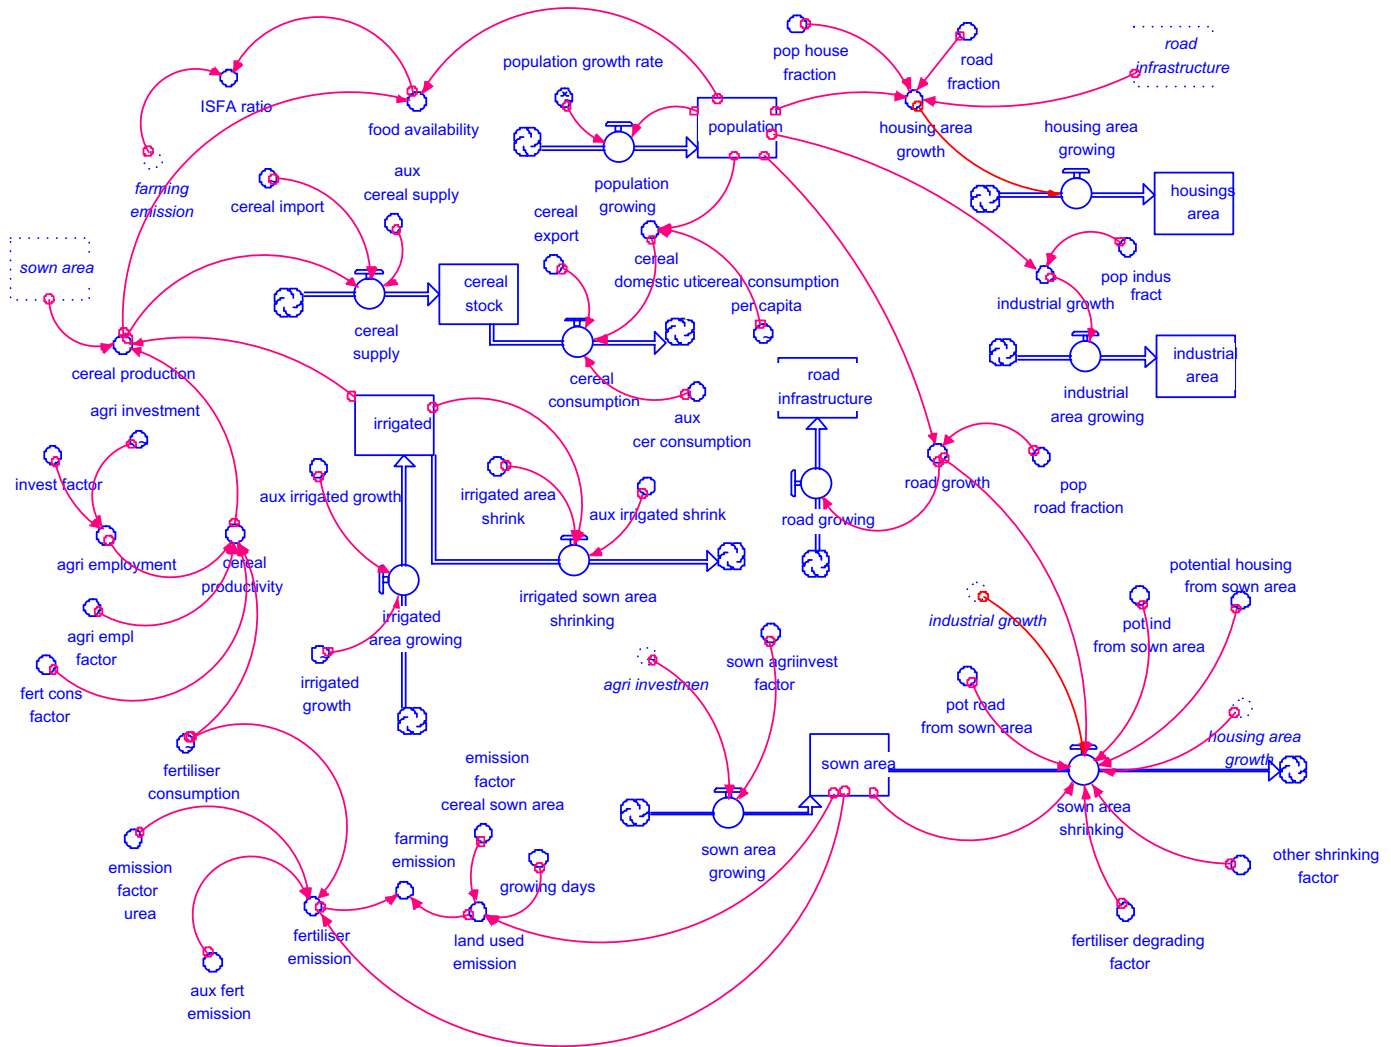 road
infrastructure
pop house
fraction
road
fraction
population growth rate
ISFA ratio
food availability
population
housing area
growth
housing area
growing
aux
cereal supply
farming
emission
cereal import
population
growing
housings
area
cereal
export
sown area
cereal
domestic uti
cereal consumption
per capita
pop indus
fract
industrial growth
cereal
stock
cereal
supply
cereal
consumption
industrial
area
industrial
area growing
cereal production
road
infrastructure
agri investment
irrigated
aux
cer consumption
invest factor
aux irrigated growth
irrigated area
shrink
aux irrigated shrink
road growth
pop
road fraction
road growing
agri employment
cereal
productivity
irrigated sown area
shrinking
irrigated
area growing
potential housing
from sown area
industrial growth
pot ind
from sown area
agri empl
factor
fert cons
factor
irrigated
growth
agri investmen
sown agriinvest
factor
pot road
from sown area
housing area
growth
sown area
fertiliser
consumption
emission
factor
cereal sown area
sown area
shrinking
farming
emission
sown area
growing
emission
factor
urea
growing days
other shrinking
factor
fertiliser
emission
land used
emission
fertiliser degrading
factor
aux fert
emission